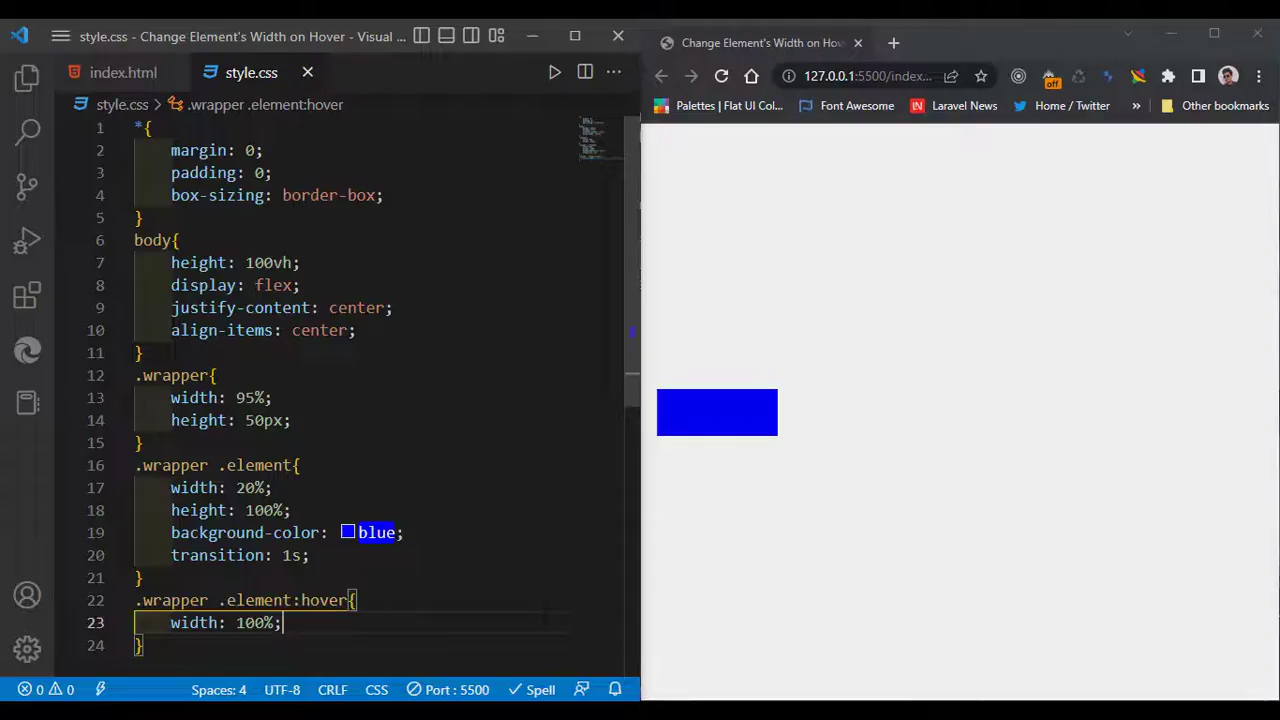 style.css - Change Element's Width on Hover - Visual ...
index.html
style.css
style.css > .wrapper .element:hover
1 *{
2 margin: 0;
3 padding: 0;
4 box-sizing: border-box;
5 }
6 body{
7 height: 100vh;
8 display: flex;
9 justify-content: center;
10 align-items: center;
11 }
12 .wrapper{
13 width: 95%;
14 height: 50px;
15 }
16 .wrapper .element{
17 width: 20%;
18 height: 100%;
19 background-color: blue;
20 transition: 1s;
21 }
22 .wrapper .element:hover{
23 width: 100%;
24 }
0 0 Spaces: 4 UTF-8 CRLF CSS Port : 5500 Spell
Change Element's Width on Hov
127.0.0.1:5500/index...
off
Palettes | Flat UI Col... Font Awesome Laravel News Home / Twitter » Other bookmarks